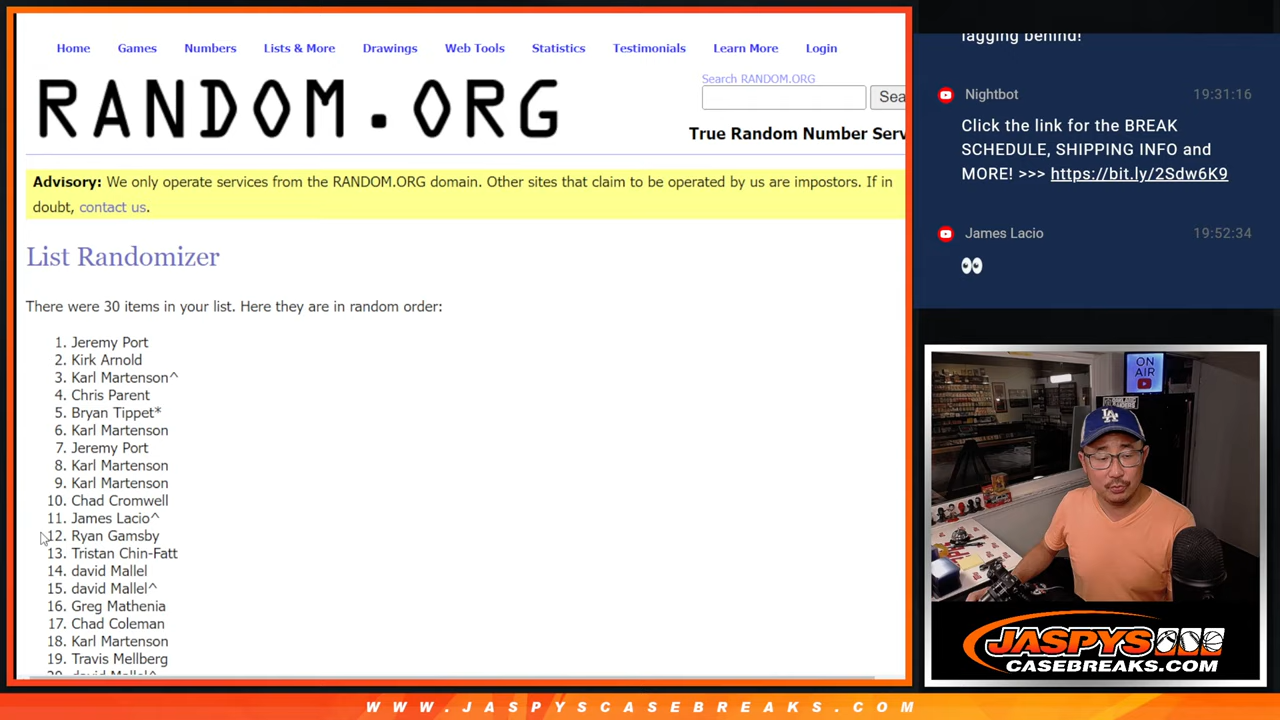 Home Games Numbers Lists & More Drawings Web Tools Statistics Testimonials Learn More Login
RANDOM.ORG
Search RANDOM.ORG
Sea
True Random Number Serv
Advisory: We only operate services from the RANDOM.ORG domain. Other sites that claim to be operated by us are impostors. If in
doubt, contact us.
List Randomizer
There were 30 items in your list. Here they are in random order:
1. Jeremy Port
2. Kirk Arnold
3. Karl Martenson^
4. Chris Parent
5. Bryan Tippet*
6. Karl Martenson
7. Jeremy Port
8. Karl Martenson
9. Karl Martenson
10. Chad Cromwell
11. James Lacio^
12. Ryan Gamsby
13. Tristan Chin-Fatt
14. david Mallel
15. david Mallel^
16. Greg Mathenia
17. Chad Coleman
18. Karl Martenson
19. Travis Mellberg
20. david Mallel^
lagging behind!
Nightbot 19:31:16
Click the link for the BREAK
SCHEDULE, SHIPPING INFO and
MORE! >>> https://bit.ly/2Sdw6K9
James Lacio 19:52:34
👀
ON
AIR
LA
JASPYS
CASEBREAKS.COM
WWW.JASPYSCASEBREAKS.COM